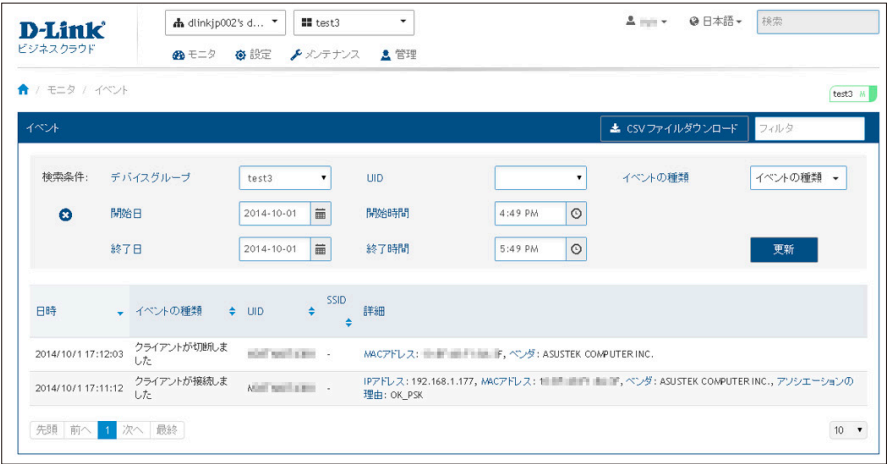 D-Link
ビジネスクラウド
dlinkjp002's d...
test3
日本語
検索
モニタ
設定
メンテナンス
管理
/ モニタ / イベント
test3
イベント
CSVファイルダウンロード
フィルタ
検索条件: デバイスグループ test3 UID イベントの種類 イベントの種類
開始日 2014-10-01 開始時間 4:49 PM
終了日 2014-10-01 終了時間 5:49 PM 更新
日時 イベントの種類 UID SSID 詳細
2014/10/1 17:12:03 クライアントが切断しました - MACアドレス: F, ベンダ: ASUSTEK COMPUTER INC.
2014/10/1 17:11:12 クライアントが接続しました - IPアドレス: 192.168.1.177, MACアドレス: F, ベンダ: ASUSTEK COMPUTER INC., アソシエーションの
理由: OK_PSK
先頭 前へ 1 次へ 最終
10